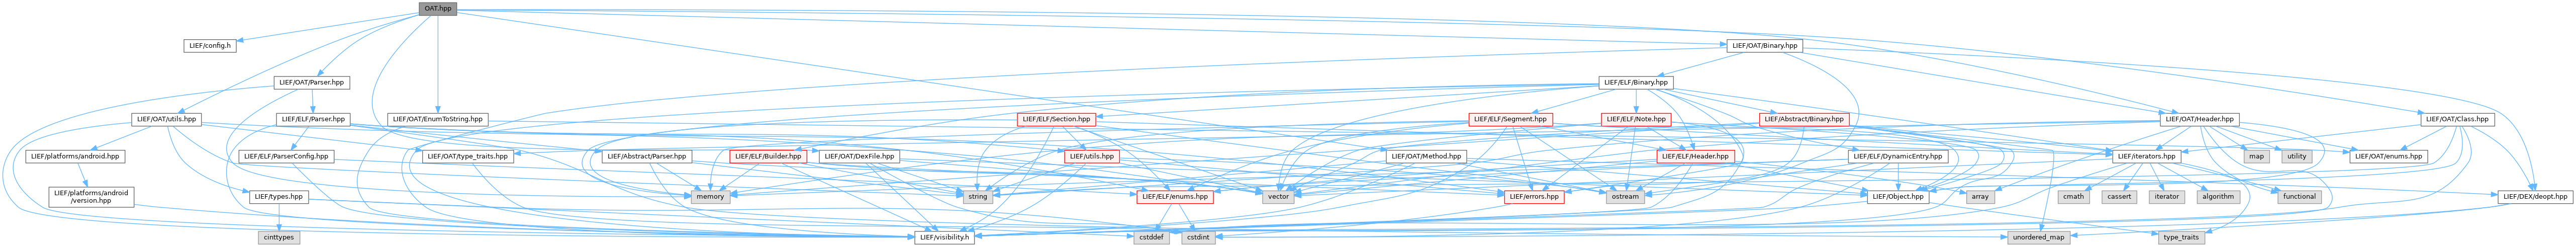 OAT.hpp
LIEF/config.h
LIEF/OAT/Binary.hpp
LIEF/OAT/Parser.hpp
LIEF/ELF/Binary.hpp
LIEF/OAT/utils.hpp
LIEF/ELF/Parser.hpp
LIEF/OAT/EnumToString.hpp
LIEF/ELF/Section.hpp
LIEF/ELF/Segment.hpp
LIEF/ELF/Note.hpp
LIEF/Abstract/Binary.hpp
LIEF/OAT/Header.hpp
LIEF/OAT/Class.hpp
LIEF/platforms/android.hpp
LIEF/ELF/ParserConfig.hpp
LIEF/OAT/type_traits.hpp
LIEF/Abstract/Parser.hpp
LIEF/ELF/Builder.hpp
LIEF/OAT/DexFile.hpp
LIEF/utils.hpp
LIEF/OAT/Method.hpp
LIEF/ELF/Header.hpp
LIEF/ELF/DynamicEntry.hpp
LIEF/iterators.hpp
map
utility
LIEF/OAT/enums.hpp
LIEF/platforms/android
/version.hpp
LIEF/types.hpp
memory
string
LIEF/ELF/enums.hpp
vector
LIEF/errors.hpp
ostream
LIEF/Object.hpp
array
cmath
cassert
iterator
algorithm
functional
LIEF/DEX/deopt.hpp
cinttypes
LIEF/visibility.h
cstddef
cstdint
unordered_map
type_traits